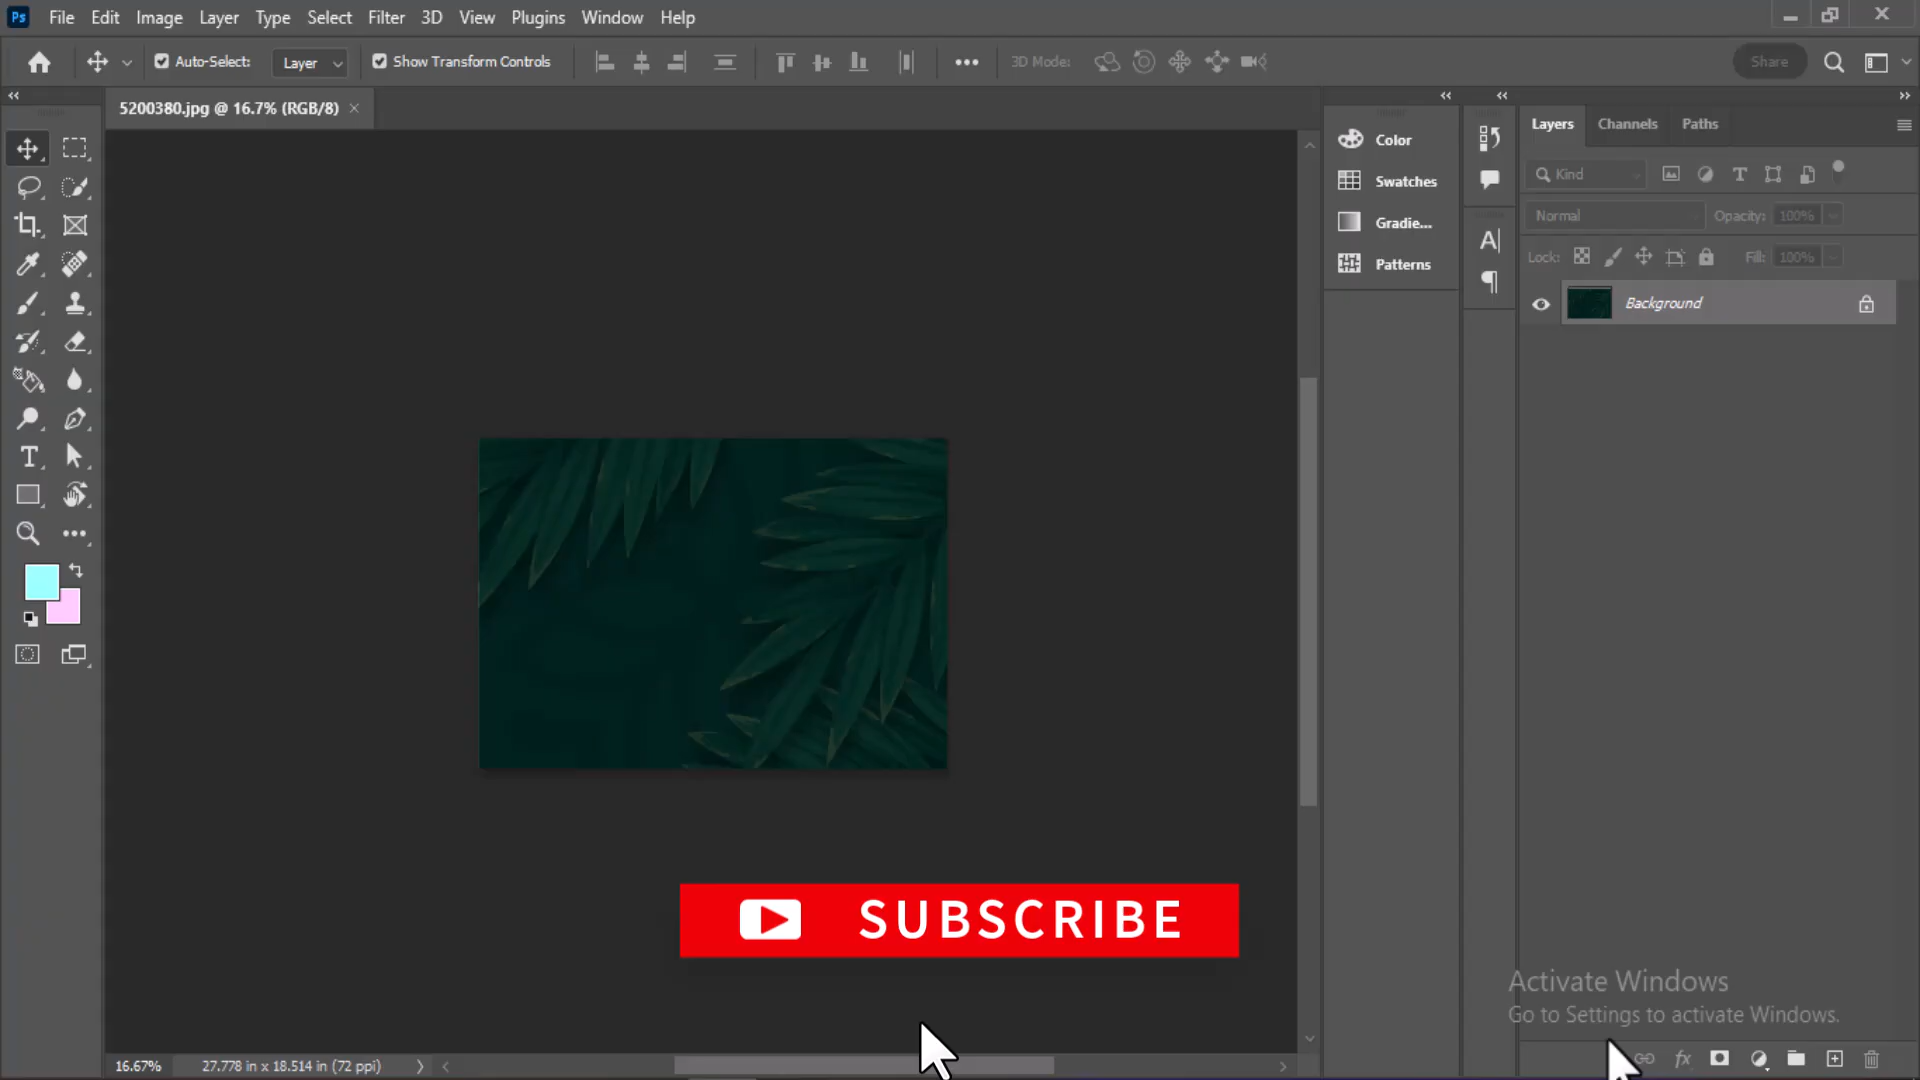 Ps File Edit Image Layer Type Select Filter 3D View Plugins Window Help
Auto-Select: Layer Show Transform Controls 3D Mode: Share
5200380.jpg @ 16.7% (RGB/8)
Color
Swatches
Gradie...
Patterns
Layers Channels Paths
Kind
Normal Opacity: 100%
Lock: Fill: 100%
Background
SUBSCRIBE
Activate Windows
Go to Settings to activate Windows.
16.67% 27.778 in x 18.514 in (72 ppi)